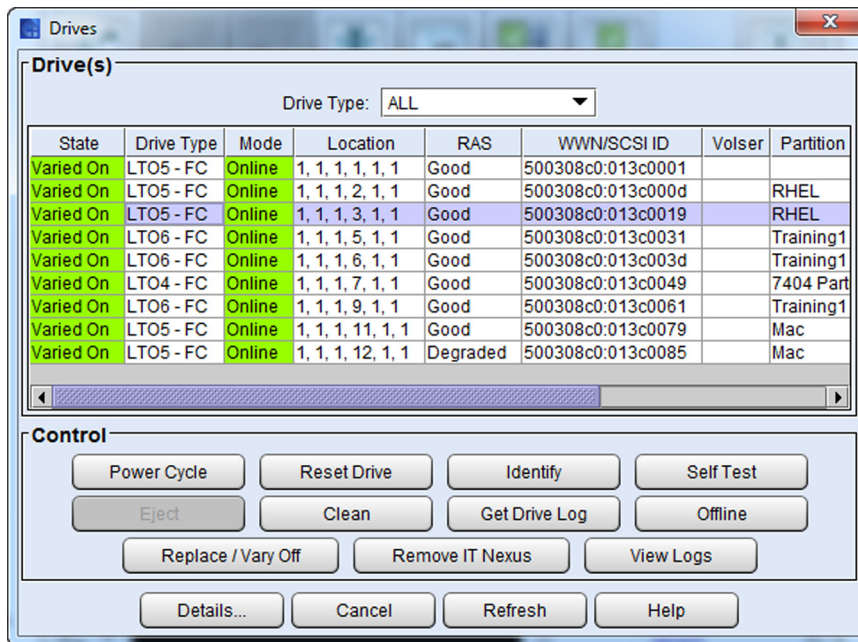 Drives
Drive(s)
Drive Type: ALL
State Drive Type Mode Location RAS WWN/SCSI ID Volser Partition
Varied On LTO5 - FC Online 1, 1, 1, 1, 1, 1 Good 500308c0:013c0001
Varied On LTO5 - FC Online 1, 1, 1, 2, 1, 1 Good 500308c0:013c000d RHEL
Varied On LTO5 - FC Online 1, 1, 1, 3, 1, 1 Good 500308c0:013c0019 RHEL
Varied On LTO6 - FC Online 1, 1, 1, 5, 1, 1 Good 500308c0:013c0031 Training1
Varied On LTO6 - FC Online 1, 1, 1, 6, 1, 1 Good 500308c0:013c003d Training1
Varied On LTO4 - FC Online 1, 1, 1, 7, 1, 1 Good 500308c0:013c0049 7404 Part
Varied On LTO6 - FC Online 1, 1, 1, 9, 1, 1 Good 500308c0:013c0061 Training1
Varied On LTO5 - FC Online 1, 1, 1, 11, 1, 1 Good 500308c0:013c0079 Mac
Varied On LTO5 - FC Online 1, 1, 1, 12, 1, 1 Degraded 500308c0:013c0085 Mac
Control
Power Cycle Reset Drive Identify Self Test
Eject Clean Get Drive Log Offline
Replace / Vary Off Remove IT Nexus View Logs
Details... Cancel Refresh Help